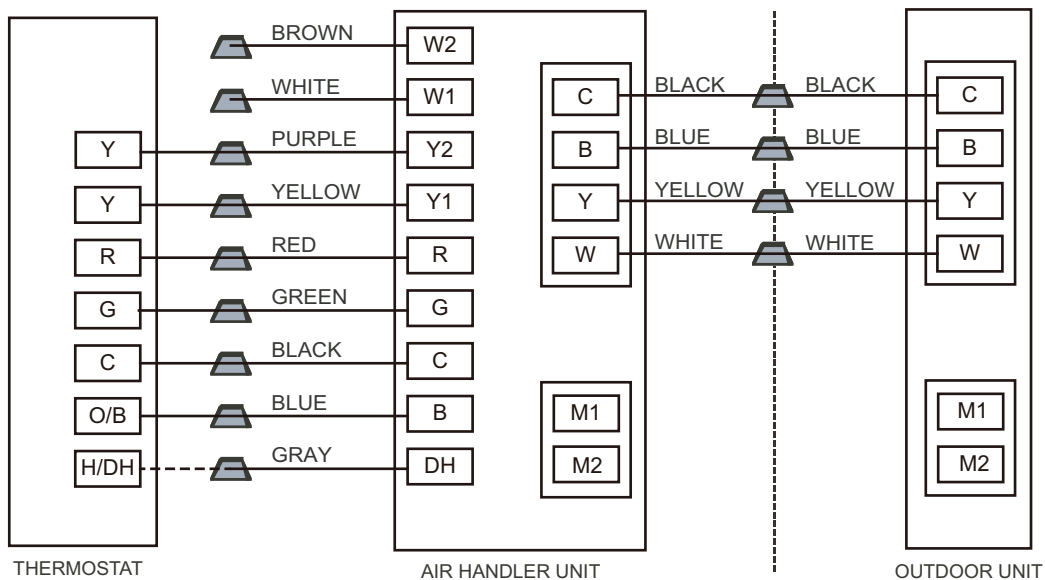 BROWN W2
WHITE W1
C BLACK BLACK C
Y PURPLE Y2
B BLUE BLUE B
Y YELLOW Y1
Y YELLOW YELLOW Y
R RED R
W WHITE WHITE W
G GREEN G
C BLACK C
O/B BLUE B
M1 M1
H/DH GRAY DH
M2 M2
THERMOSTAT AIR HANDLER UNIT OUTDOOR UNIT